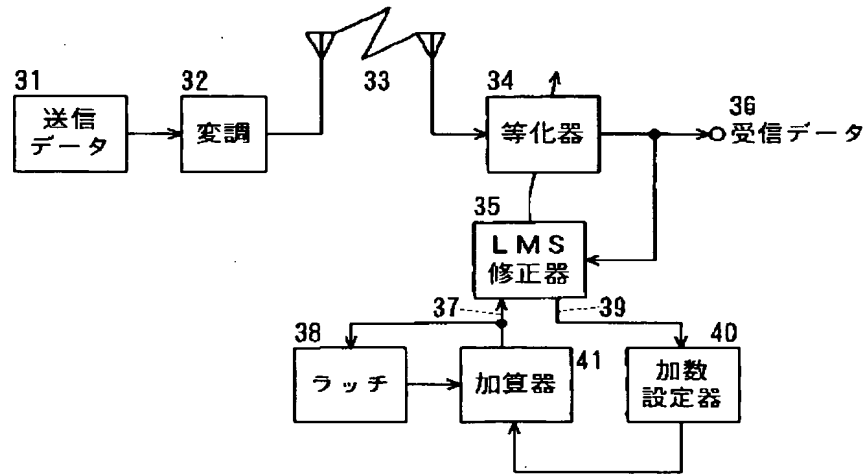 31
送信
データ
32
変調
33
34
等化器
36
受信データ
35
LMS
修正器
37
39
38
ラッチ
加算器
41
40
加数
設定器